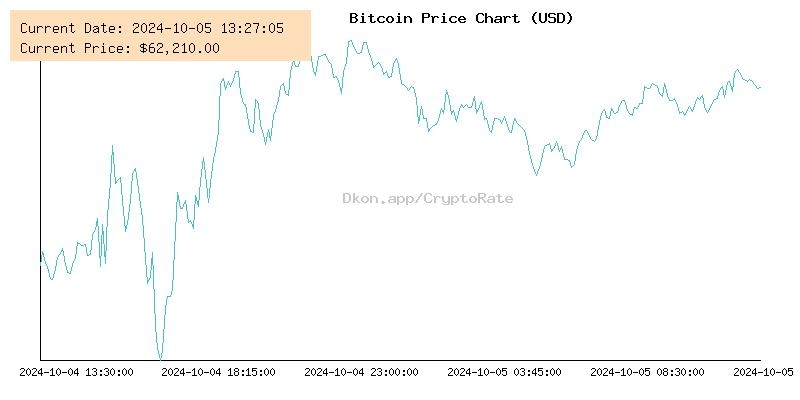 Bitcoin Price Chart (USD)
Current Date: 2024-10-05 13:27:05
Current Price: $62,210.00
Dkon.app/CryptoRate
2024-10-04 13:30:00 2024-10-04 18:15:00 2024-10-04 23:00:00 2024-10-05 03:45:00 2024-10-05 08:30:00 2024-10-05